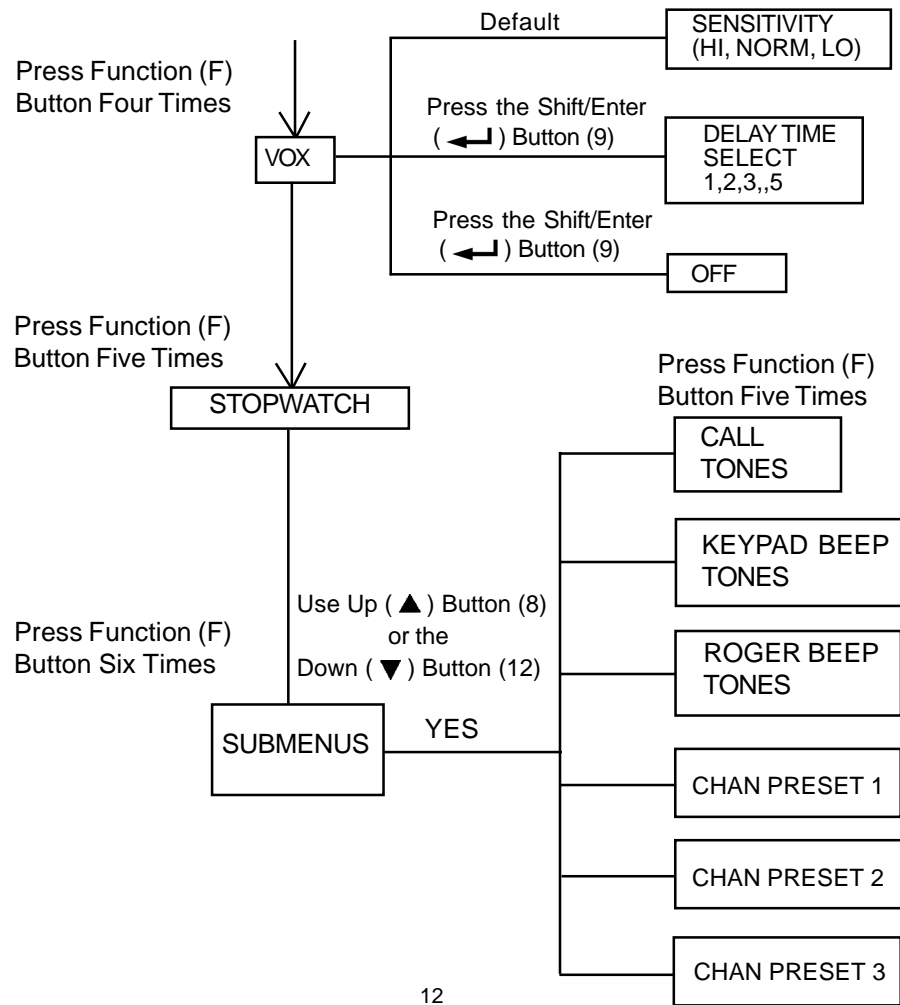 Default
SENSITIVITY
(HI, NORM, LO)
Press Function (F)
Button Four Times
VOX
Press the Shift/Enter
( ) Button (9)
DELAY TIME
SELECT
1,2,3,,5
Press the Shift/Enter
( ) Button (9)
OFF
Press Function (F)
Button Five Times
STOPWATCH
Press Function (F)
Button Five Times
CALL
TONES
KEYPAD BEEP
TONES
Use Up ( ▲ ) Button (8)
or the
Down ( ▼ ) Button (12)
Press Function (F)
Button Six Times
ROGER BEEP
TONES
SUBMENUS
YES
CHAN PRESET 1
CHAN PRESET 2
CHAN PRESET 3
12